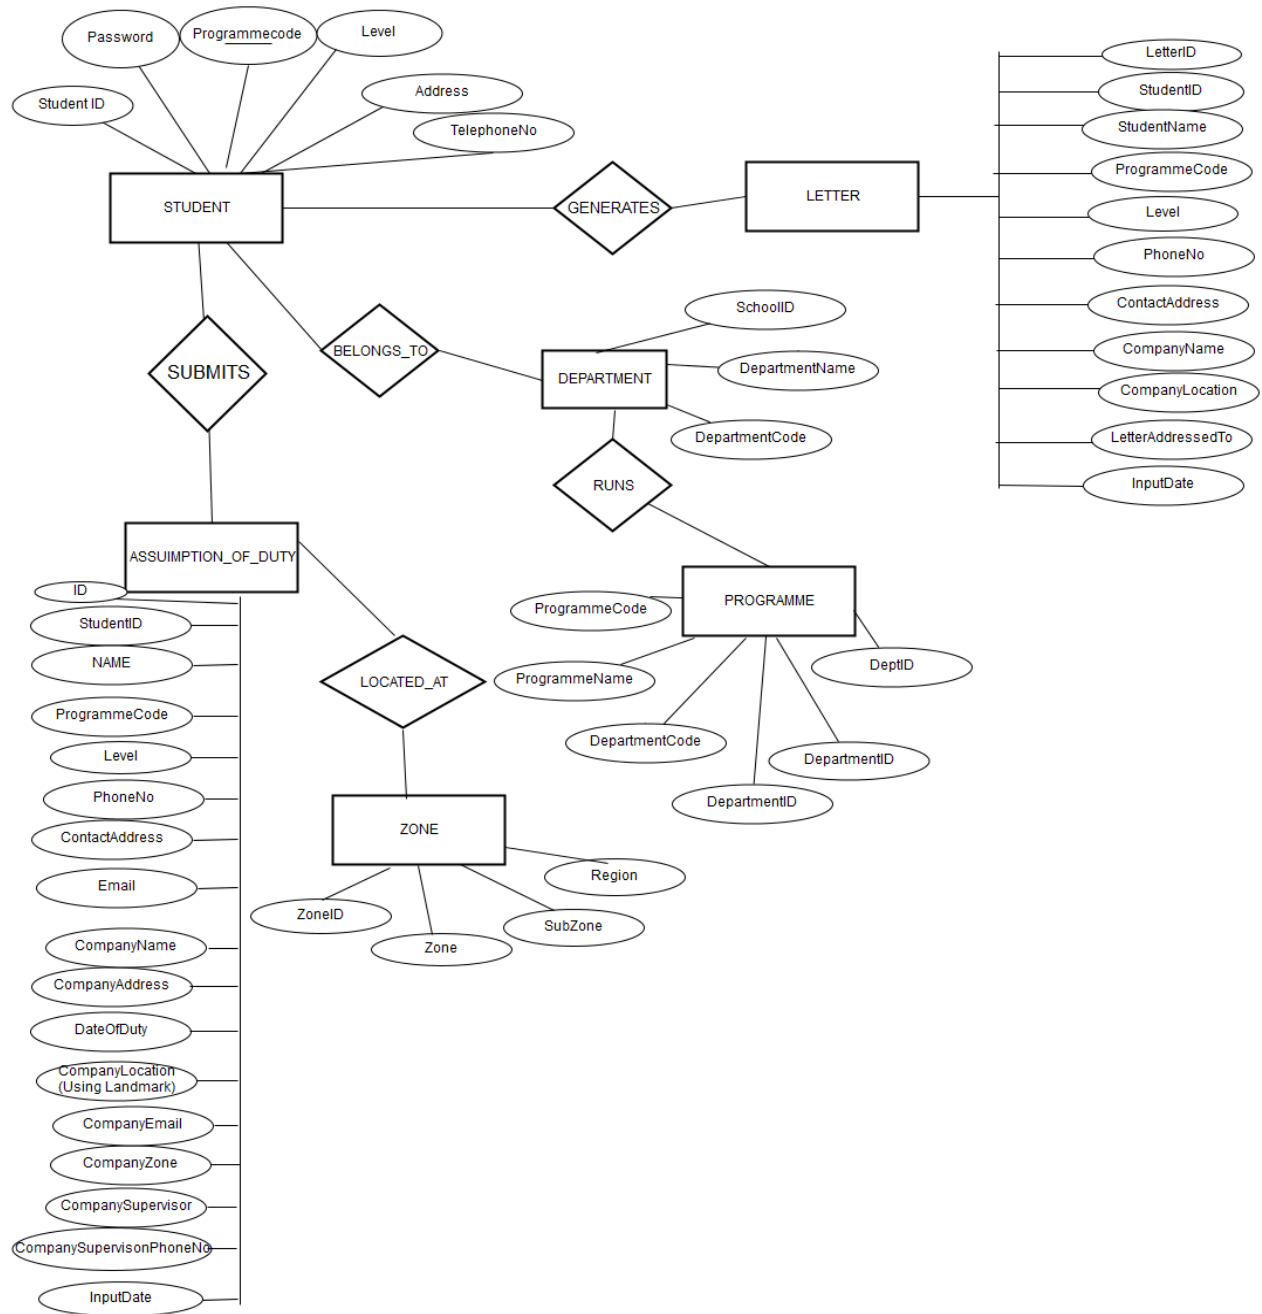 Password
Programmecode
Level
Student ID
Address
TelephoneNo
STUDENT
GENERATES
LETTER
LetterID
StudentID
StudentName
ProgrammeCode
Level
PhoneNo
ContactAddress
CompanyName
CompanyLocation
LetterAddressedTo
InputDate
SUBMITS
BELONGS_TO
DEPARTMENT
SchoolID
DepartmentName
DepartmentCode
RUNS
PROGRAMME
ProgrammeCode
ProgrammeName
DepartmentCode
DepartmentID
DepartmentID
DeptID
ASSUIMPTION_OF_DUTY
LOCATED_AT
ZONE
ZoneID
Zone
SubZone
Region
ID
StudentID
NAME
ProgrammeCode
Level
PhoneNo
ContactAddress
Email
CompanyName
CompanyAddress
DateOfDuty
CompanyLocation
(Using Landmark)
CompanyEmail
CompanyZone
CompanySupervisor
CompanySupervisonPhoneNo
InputDate